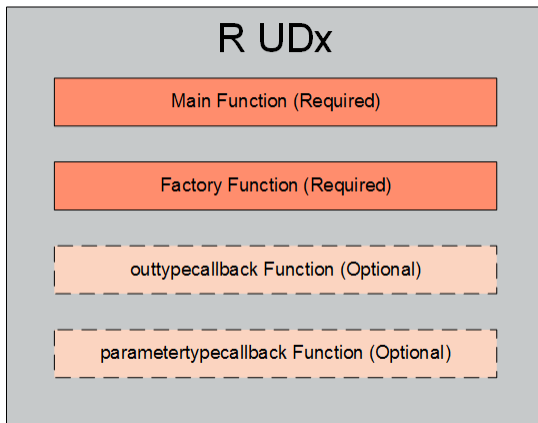 R UDx
Main Function (Required)
Factory Function (Required)
outtypecallback Function (Optional)
parametertypecallback Function (Optional)